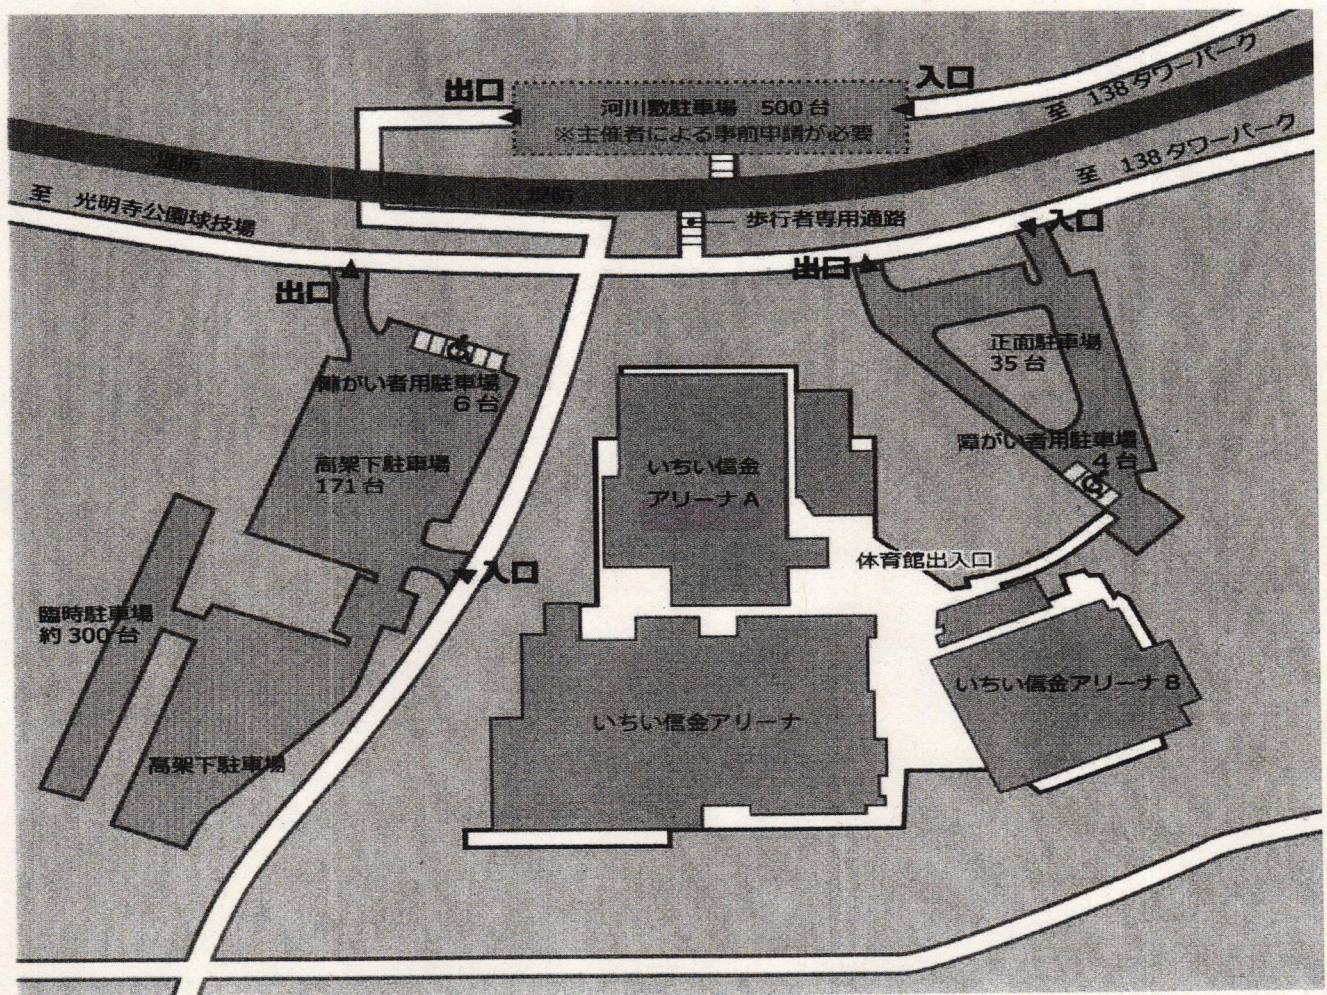 出口
入口
河川敷駐車場 500台
※主催者による事前申請が必要
至 138タワーパーク
堤防
堤防
堤防
至 138タワーパーク
至 光明寺公園球技場
歩行者専用通路
入口
出口
出口
正面駐車場
35台
障がい者用駐車場
6台
障がい者用駐車場
4台
高架下駐車場
171台
いちい信金
アリーナA
体育館出入口
入口
臨時駐車場
約300台
いちい信金アリーナB
いちい信金アリーナ
高架下駐車場